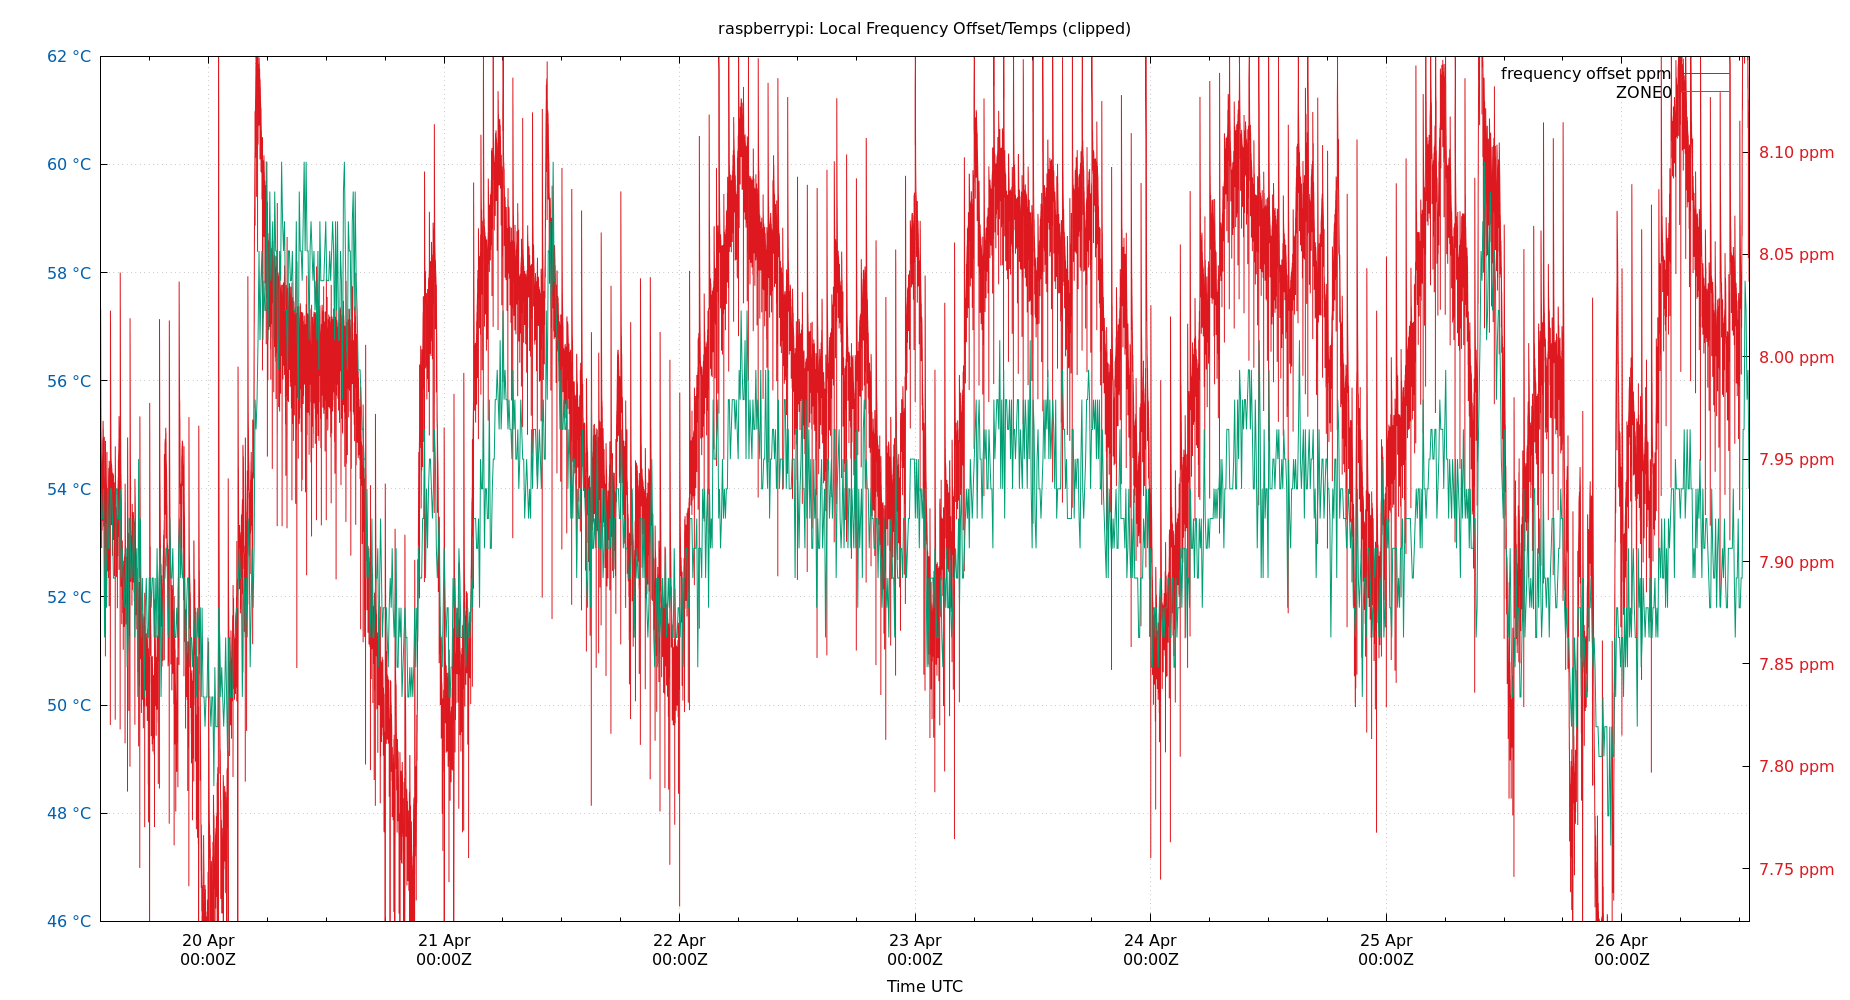 raspberrypi: Local Frequency Offset/Temps (clipped)
62 °C
60 °C
58 °C
56 °C
54 °C
52 °C
50 °C
48 °C
46 °C
frequency offset ppm
ZONE0
8.10 ppm
8.05 ppm
8.00 ppm
7.95 ppm
7.90 ppm
7.85 ppm
7.80 ppm
7.75 ppm
20 Apr 21 Apr 22 Apr 23 Apr 24 Apr 25 Apr 26 Apr
00:00Z 00:00Z 00:00Z 00:00Z 00:00Z 00:00Z 00:00Z
Time UTC